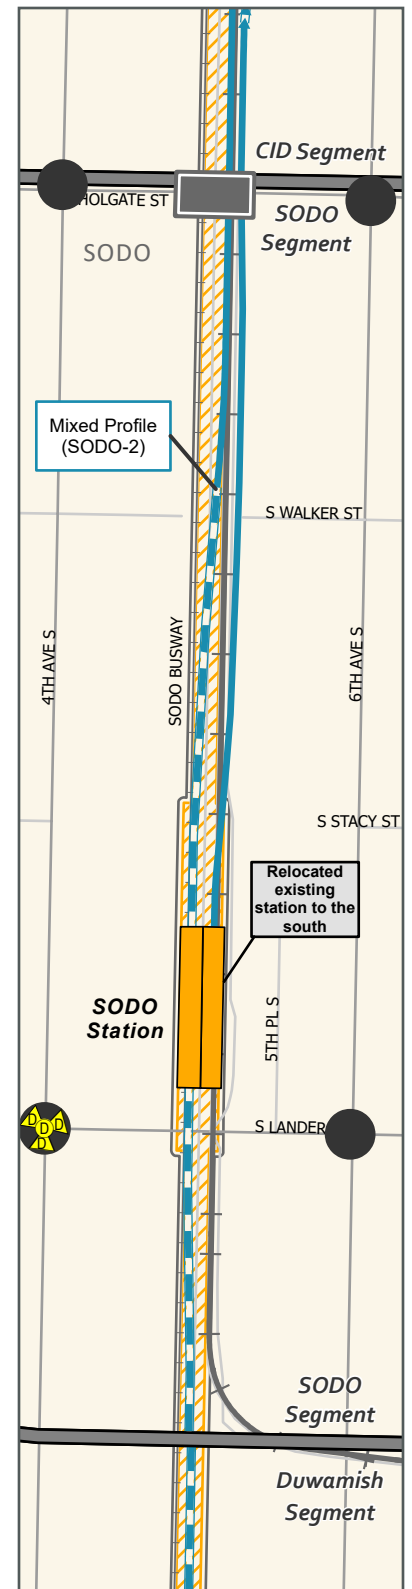 CID Segment
HOLGATE ST
SODO
Segment
SODO
Mixed Profile
(SODO-2)
S WALKER ST
4TH AVE S
SODO BUSWAY
6TH AVE S
S STACY ST
Relocated
existing
station to the
south
SODO
Station
5TH PL S
S LANDER
D
D
D
D
SODO
Segment
Duwamish
Segment